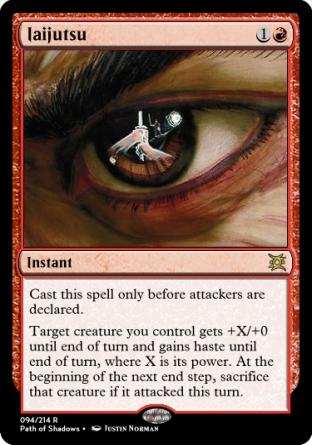 Iaijutsu 1
Instant
Cast this spell only before attackers are
declared.
Target creature you control gets +X/+0
until end of turn and gains haste until
end of turn, where X is its power. At the
beginning of the next end step, sacrifice
that creature if it attacked this turn.
094/214 R
Path of Shadows • Justin Norman